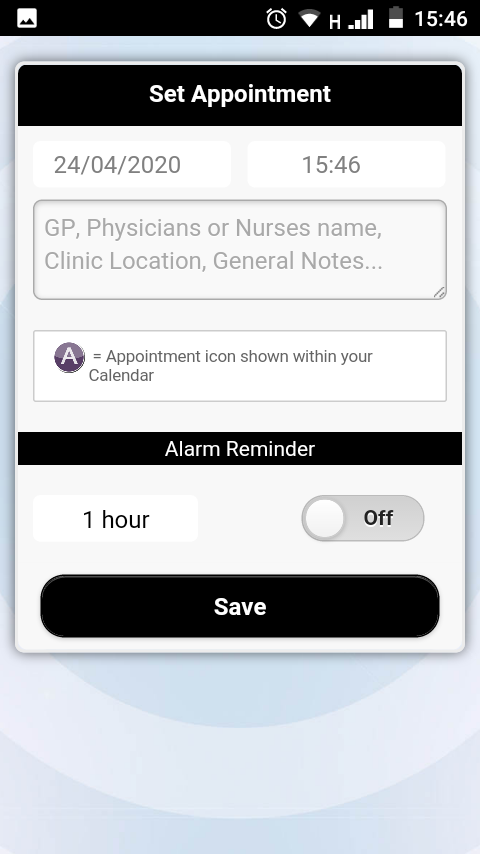 H 15:46
Set Appointment
24/04/2020 15:46
GP, Physicians or Nurses name,
Clinic Location, General Notes...
A = Appointment icon shown within your
Calendar
Alarm Reminder
1 hour Off
Save